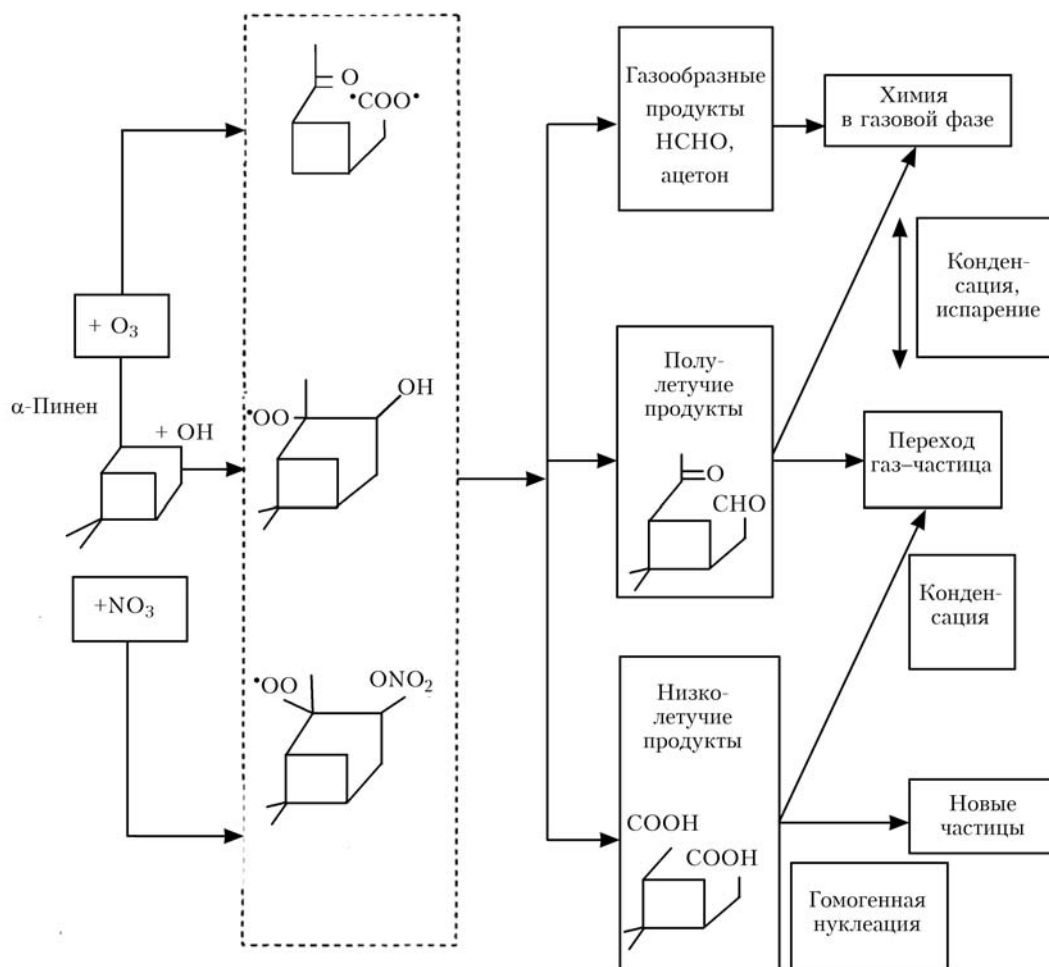 O
•COO•
+ O₃
α-Пинен
+ OH
•OO
OH
+NO₃
•OO
ONO₂
Газообразные
продукты
HCHO,
ацетон
Химия
в газовой фазе
Конден-
сация,
испарение
Полу-
летучие
продукты
O
CHO
Переход
газ–частица
Конден-
сация
Низко-
летучие
продукты
COOH
COOH
Новые
частицы
Гомогенная
нуклеация